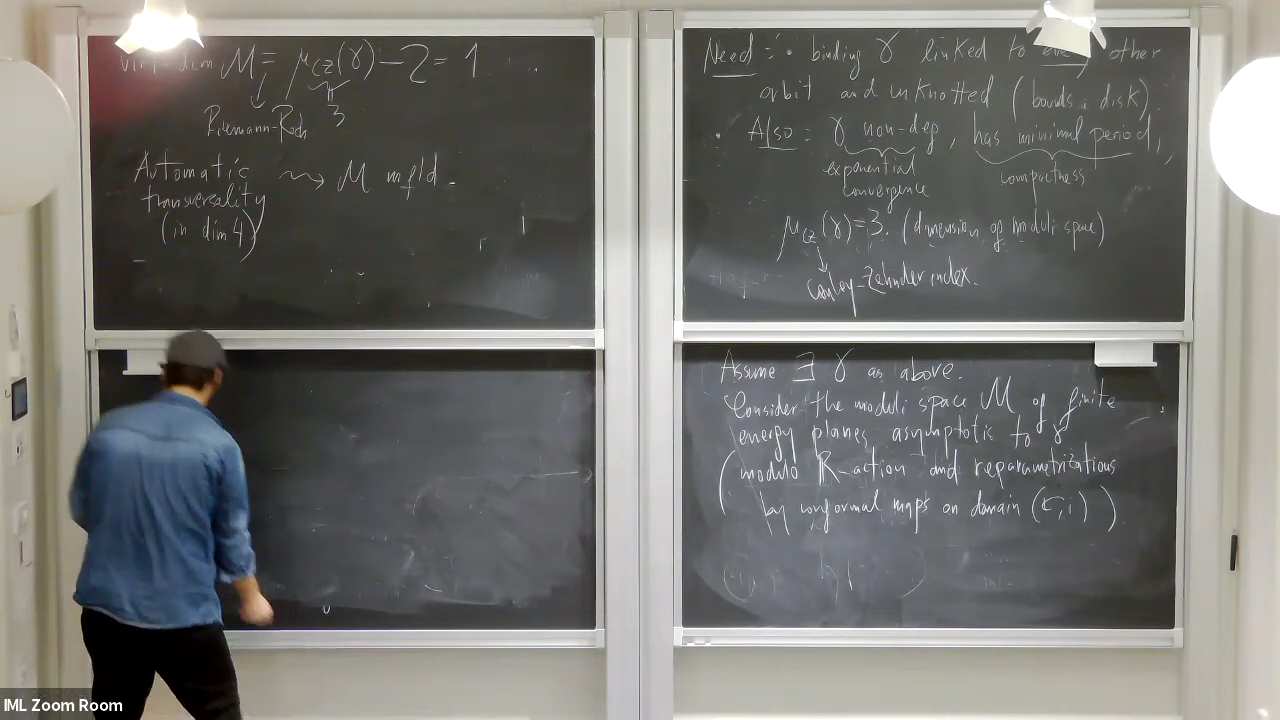 virt-dim M = μ_CZ(γ) - 2 = 1
3
Riemann-Roch
Automatic
transversality ⇝ M mfld.
(in dim 4)
Need: • binding γ linked to every other
orbit and unknotted (bounds a disk)
• Also: γ non-deg, has minimal period,
exponential
convergence
compactness
μ_CZ(γ)=3. (dimension of moduli space)
Conley-Zehnder index.
Assume ∃ γ as above.
Consider the moduli space M of finite
energy planes asymptotic to γ
(modulo R-action and reparametrizations
by conformal maps on domain (C, i))
IML Zoom Room